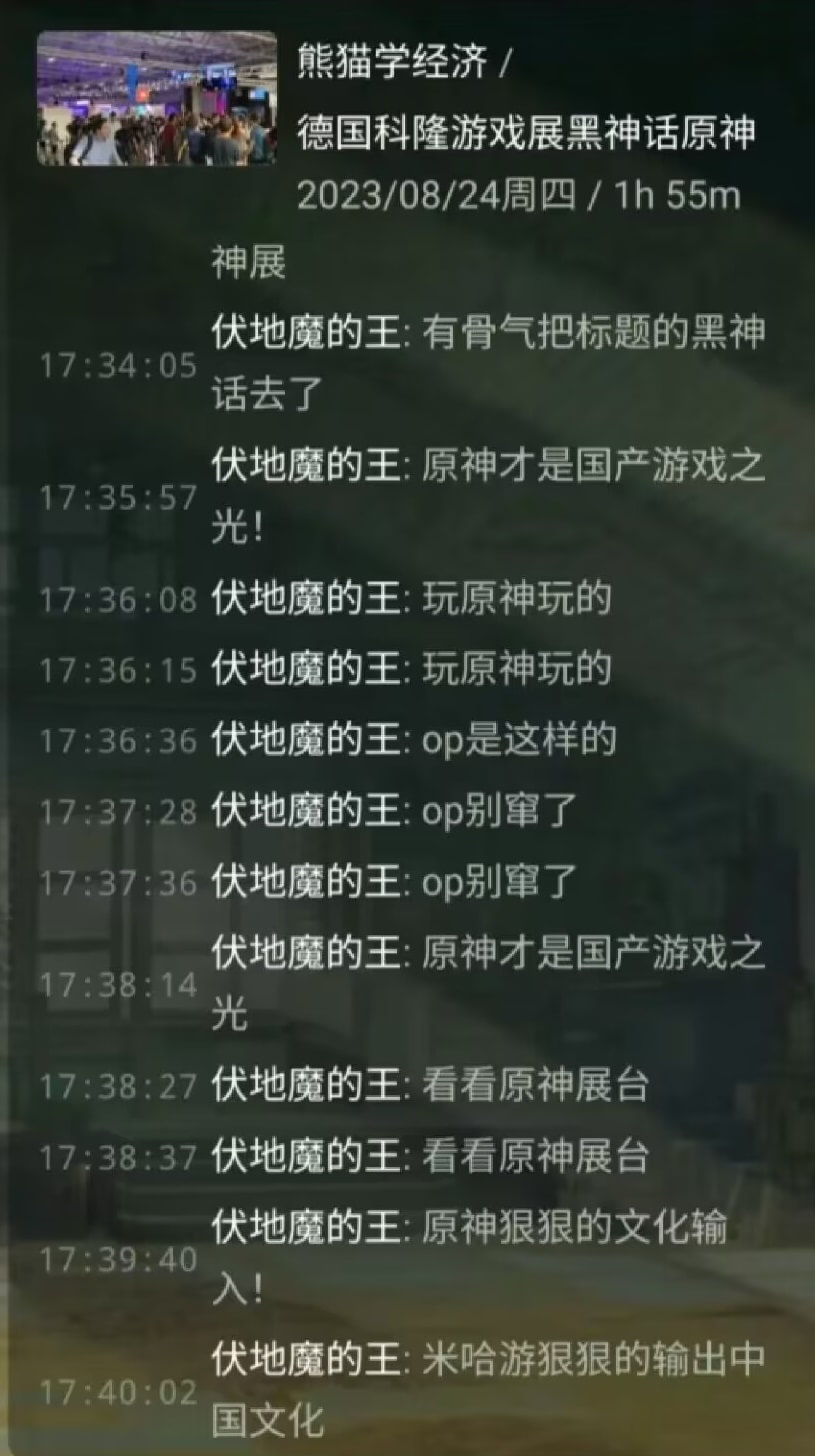 熊猫学经济 /
德国科隆游戏展黑神话原神
2023/08/24周四 / 1h 55m
神展
17:34:05 伏地魔的王: 有骨气把标题的黑神
话去了
17:35:57 伏地魔的王: 原神才是国产游戏之
光!
17:36:08 伏地魔的王: 玩原神玩的
17:36:15 伏地魔的王: 玩原神玩的
17:36:36 伏地魔的王: op是这样的
17:37:28 伏地魔的王: op别窜了
17:37:36 伏地魔的王: op别窜了
17:38:14 伏地魔的王: 原神才是国产游戏之
光
17:38:27 伏地魔的王: 看看原神展台
17:38:37 伏地魔的王: 看看原神展台
17:39:40 伏地魔的王: 原神狠狠的文化输
入!
17:40:02 伏地魔的王: 米哈游狠狠的输出中
国文化